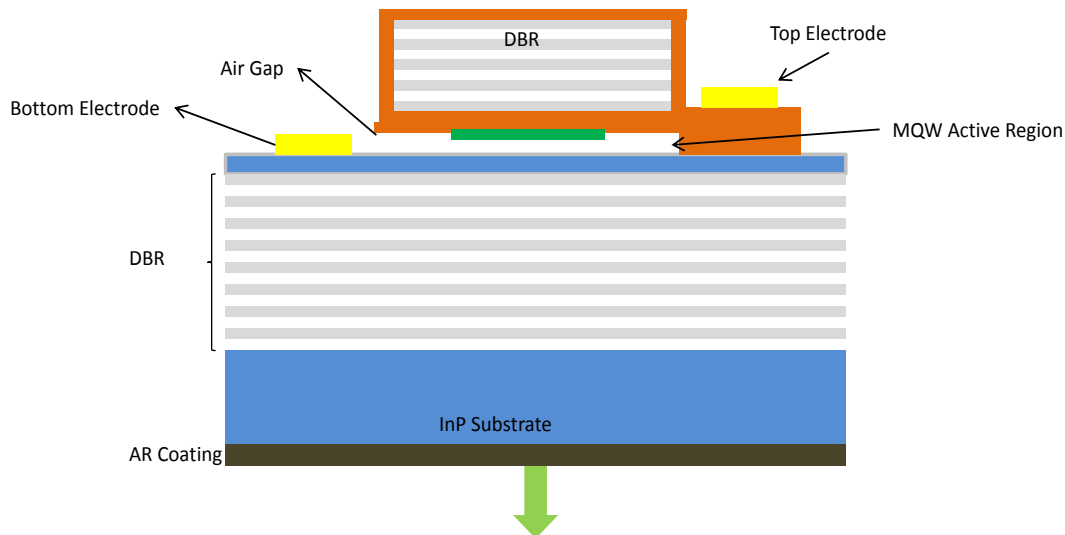 DBR
Top Electrode
Air Gap
Bottom Electrode
MQW Active Region
DBR
InP Substrate
AR Coating